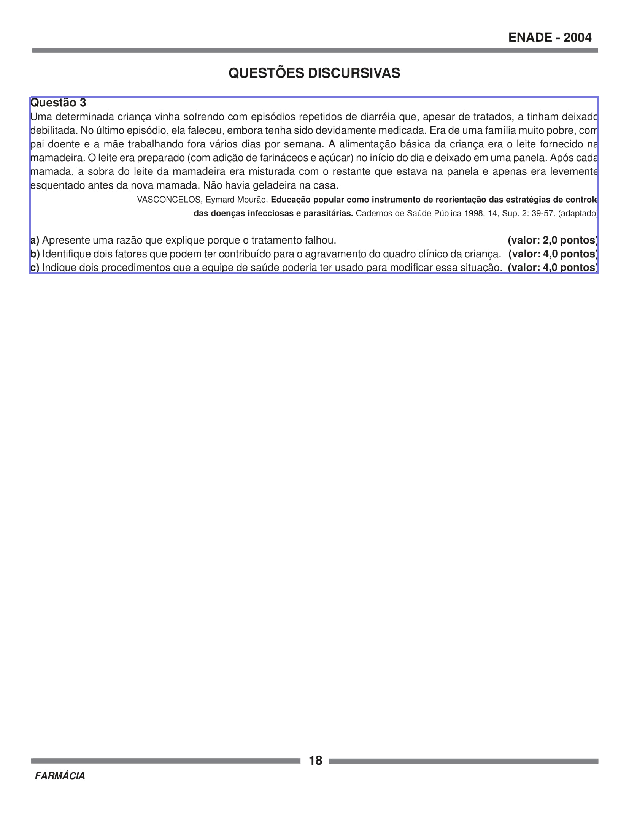 ENADE - 2004
QUESTÕES DISCURSIVAS
Questão 3
Uma determinada criança vinha sofrendo com episódios repetidos de diarréia que, apesar de tratados, a tinham deixado
debilitada. No último episódio, ela faleceu, embora tenha sido devidamente medicada. Era de uma família muito pobre, com
pai doente e a mãe trabalhando fora vários dias por semana. A alimentação básica da criança era o leite fornecido na
mamadeira. O leite era preparado (com adição de farináceos e açúcar) no início do dia e deixado em uma panela. Após cada
mamada, a sobra do leite da mamadeira era misturada com o restante que estava na panela e apenas era levemente
esquentado antes da nova mamada. Não havia geladeira na casa.
VASCONCELOS, Eymard Mourão. Educação popular como instrumento de reorientação das estratégias de controle
das doenças infecciosas e parasitárias. Cadernos de Saúde Pública 1998, 14, Sup. 2: 39-57. (adaptado)
a) Apresente uma razão que explique porque o tratamento falhou. (valor: 2,0 pontos)
b) Identifique dois fatores que podem ter contribuído para o agravamento do quadro clínico da criança. (valor: 4,0 pontos)
c) Indique dois procedimentos que a equipe de saúde poderia ter usado para modificar essa situação. (valor: 4,0 pontos)
18
FARMÁCIA